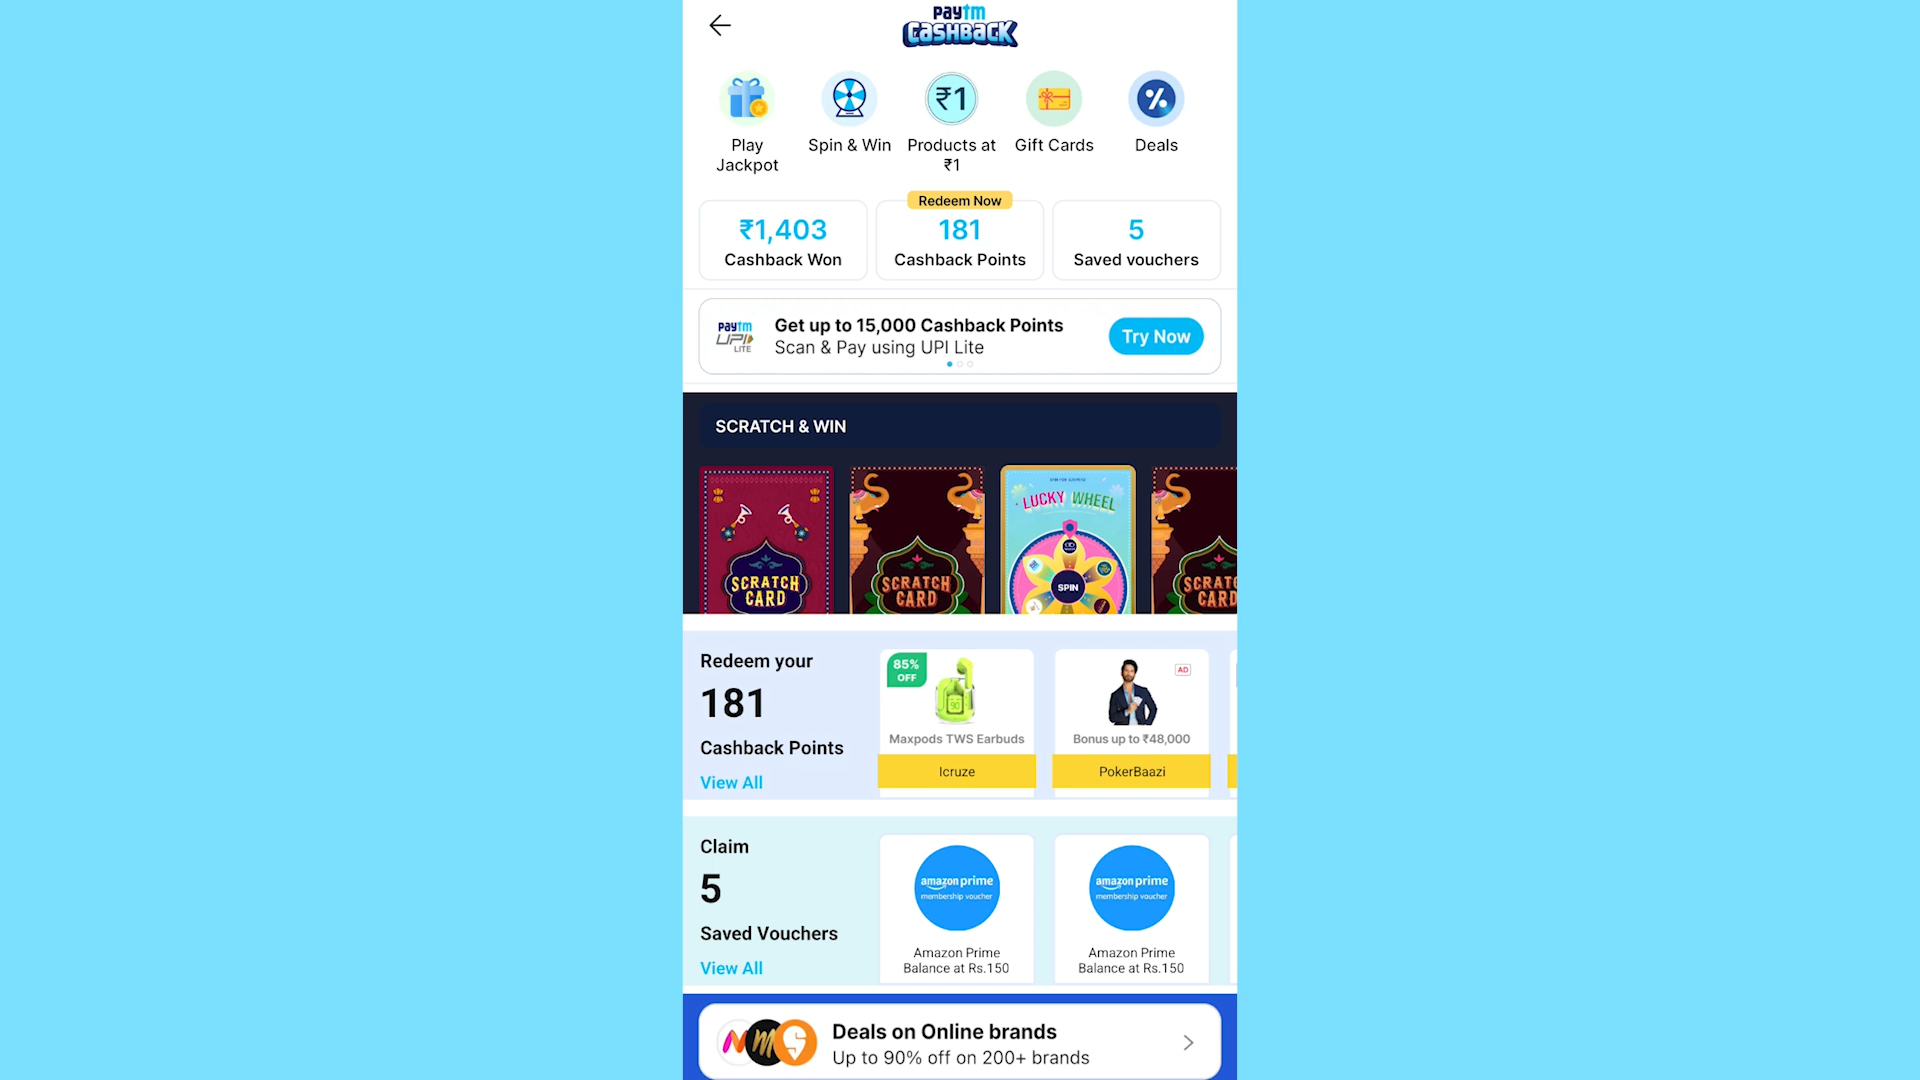 paytm
CASHBACK
Play
Jackpot
Spin & Win
₹1
Products at
₹1
Gift Cards
Deals
₹1,403
Cashback Won
Redeem Now
181
Cashback Points
5
Saved vouchers
paytm
UPI
LITE
Get up to 15,000 Cashback Points
Scan & Pay using UPI Lite
Try Now
SCRATCH & WIN
SCRATCH
CARD
SCRATCH
CARD
LUCKY WHEEL
SPIN
SCRATC
CARD
Redeem your
181
Cashback Points
View All
85%
OFF
90
Maxpods TWS Earbuds
Icruze
AD
Bonus up to ₹48,000
PokerBaazi
Claim
5
Saved Vouchers
View All
amazon prime
membership voucher
Amazon Prime
Balance at Rs.150
amazon prime
membership voucher
Amazon Prime
Balance at Rs.150
Deals on Online brands
Up to 90% off on 200+ brands